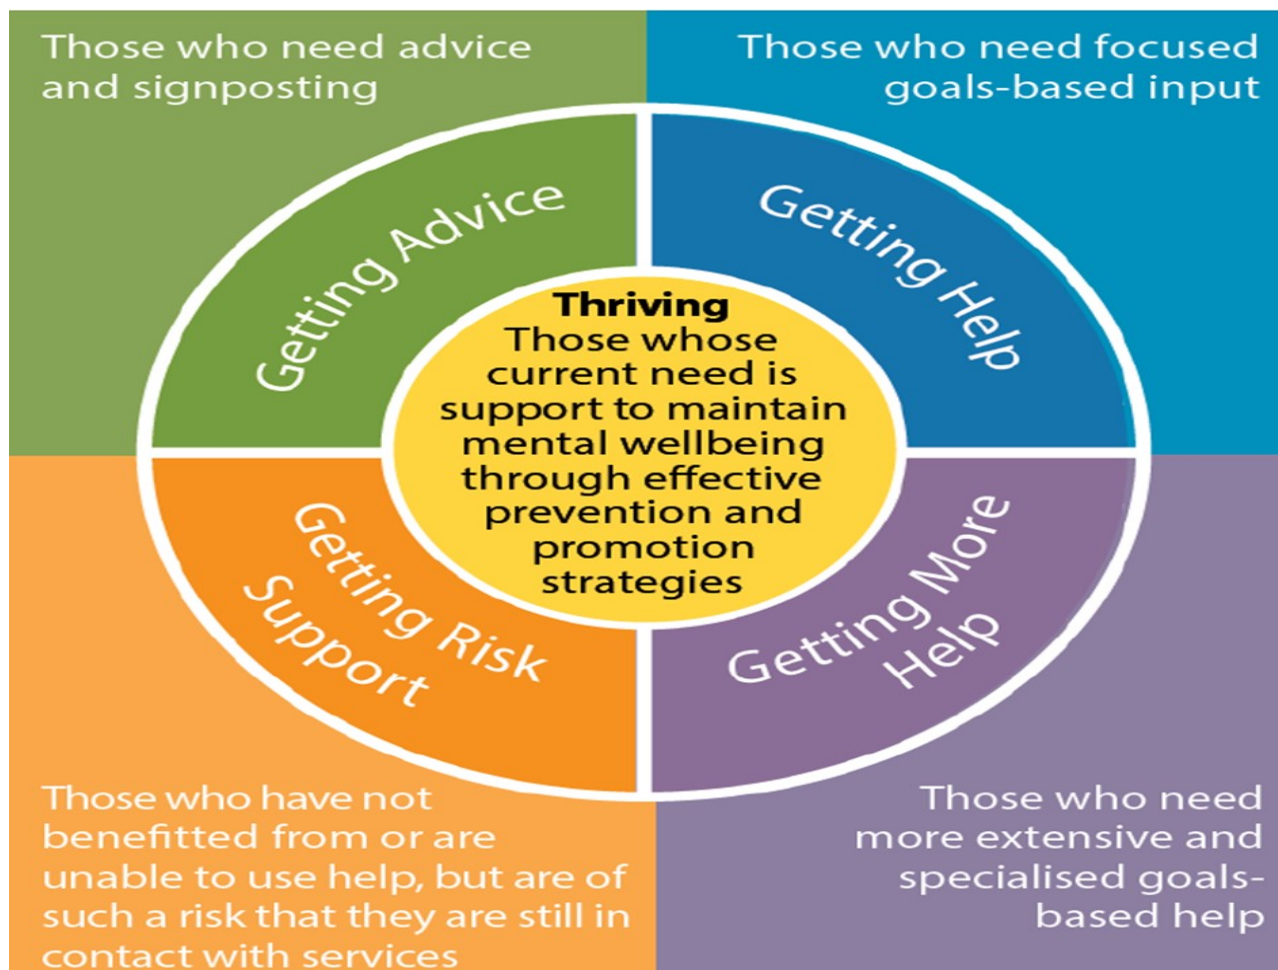 Those who need advice
and signposting
Those who need focused
goals-based input
Getting Advice
Getting Help
Thriving
Those whose
current need is
support to maintain
mental wellbeing
through effective
prevention and
promotion
strategies
Getting Risk
Support
Getting More
Help
Those who have not
benefitted from or are
unable to use help, but are of
such a risk that they are still in
contact with services
Those who need
more extensive and
specialised goals-
based help